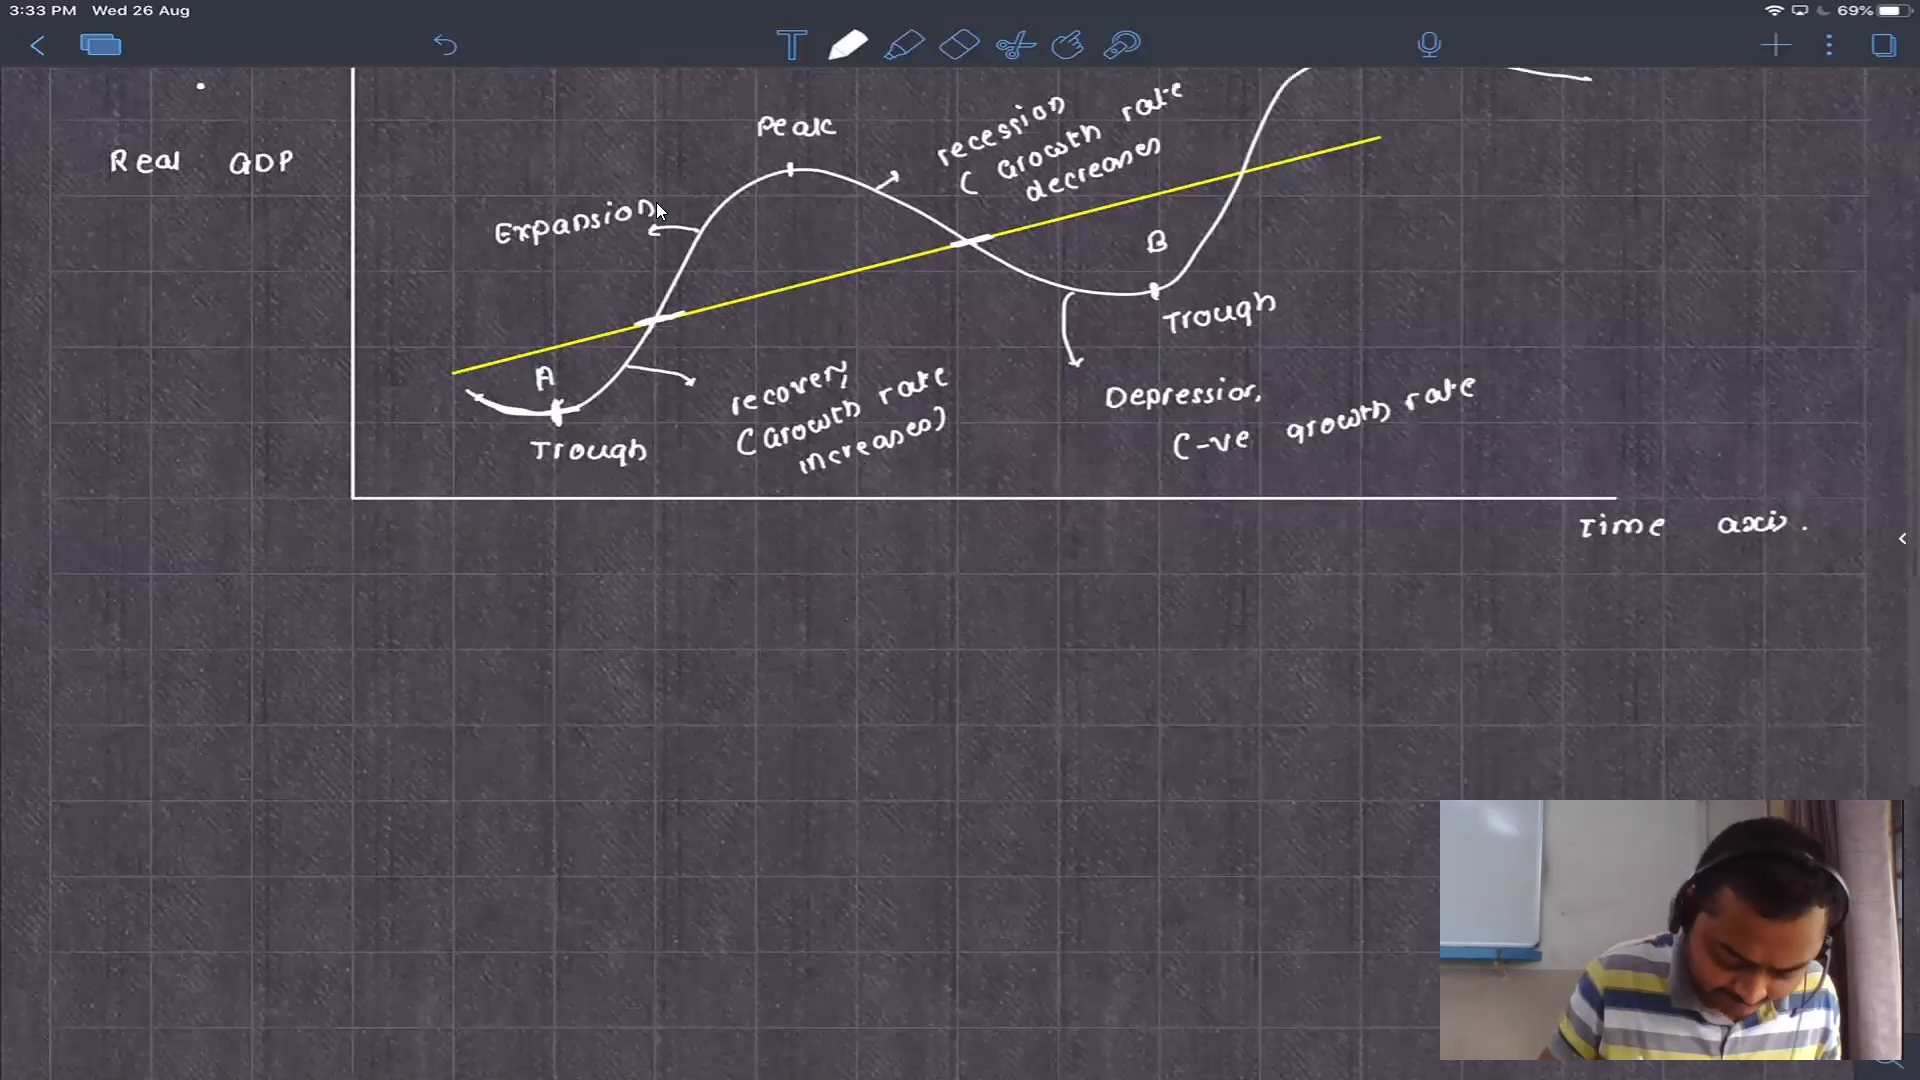 3:33 PM Wed 26 Aug
69%
Real GDP
Peak
recession
( Growth rate
decreases
Expansion
B
Trough
A
Trough
recovery
(Growth rate
increases)
Depression
(-ve growth rate
Time axis.